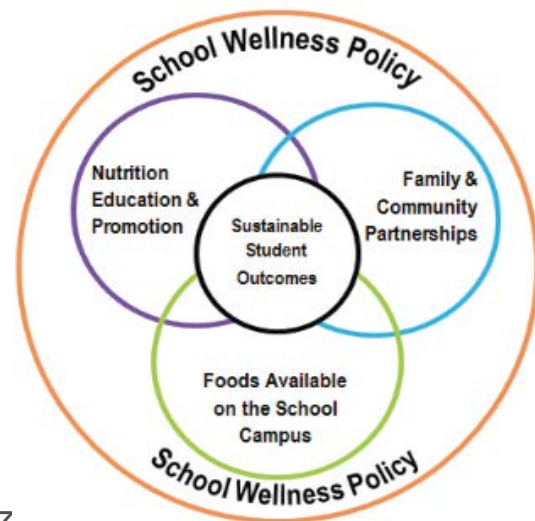 School Wellness Policy
Nutrition
Education &
Promotion
Family &
Community
Partnerships
Sustainable
Student
Outcomes
Foods Available
on the School
Campus
School Wellness Policy